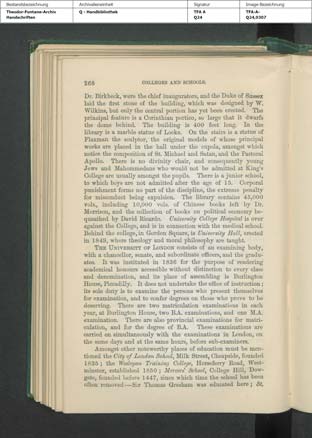 Bestandsbezeichnung Archivalieneinheit Signatur Image-Bezeichnung
Theodor-Fontane-Archiv Q - Handbibliothek TFA A TFA-A-
Handschriften Q24 Q24,0307
268 COLLEGES AND SCHOOLS.
Dr. Birkbeck, were the chief inaugurators, and the Duke of Sussex
laid the first stone of the building, which was designed by W.
Wilkins, but only the central portion has yet been erected. The
principal feature is a Corinthian portico, so large that it dwarfs
the dome behind. The building is 400 feet long. In the
library is a marble statue of Locke. On the stairs is a statue of
Flaxman the sculptor, the original models of whose principal
works are placed in the hall under the cupola, amongst which
notice the composition of St. Michael and Satan, and the Pastoral
Apollo. There is no divinity chair, and consequently young
Jews and Mahommedans who would not be admitted at King's
College are usually amongst the pupils. There is a junior school,
to which boys are not admitted after the age of 15. Corporal
punishment forms no part of the discipline, the extreme penalty
for misconduct being expulsion. The library contains 45,000
vols., including 10,000 vols. of Chinese books left by Dr.
Morrison, and the collection of books on political economy be-
queathed by David Ricardo. University College Hospital is over
against the College, and is in connection with the medical school.
Behind the college, in Gordon Square, is University Hall, erected
in 1849, where theology and moral philosophy are taught.
THE UNIVERSITY OF LONDON consists of an examining body,
with a chancellor, senate, and subordinate officers, and the gradu-
ates. It was instituted in 1836 for the purpose of rendering
academical honours accessible without distinction to every class
and denomination, and its place of assembling is Burlington
House, Piccadilly. It does not undertake the office of instruction;
its sole duty is to examine the persons who present themselves
for examination, and to confer degrees on those who prove to be
deserving. There are two matriculation examinations in each
year, at Burlington House, two B.A. examinations, and one M.A.
examination. There are also provincial examinations for matri-
culation, and for the degree of B.A. These examinations are
carried on simultaneously with the examinations in London, on
the same days and at the same hours, before sub-examiners.
Amongst other noteworthy places of education must be men-
tioned the City of London School, Milk Street, Cheapside, founded
1835; the Wesleyan Training College, Horseferry Road, West-
minster, established 1850; Mercers' School, College Hill, Dow-
gate, founded before 1447, since which time the school has been
often removed—Sir Thomas Gresham was educated here; St.